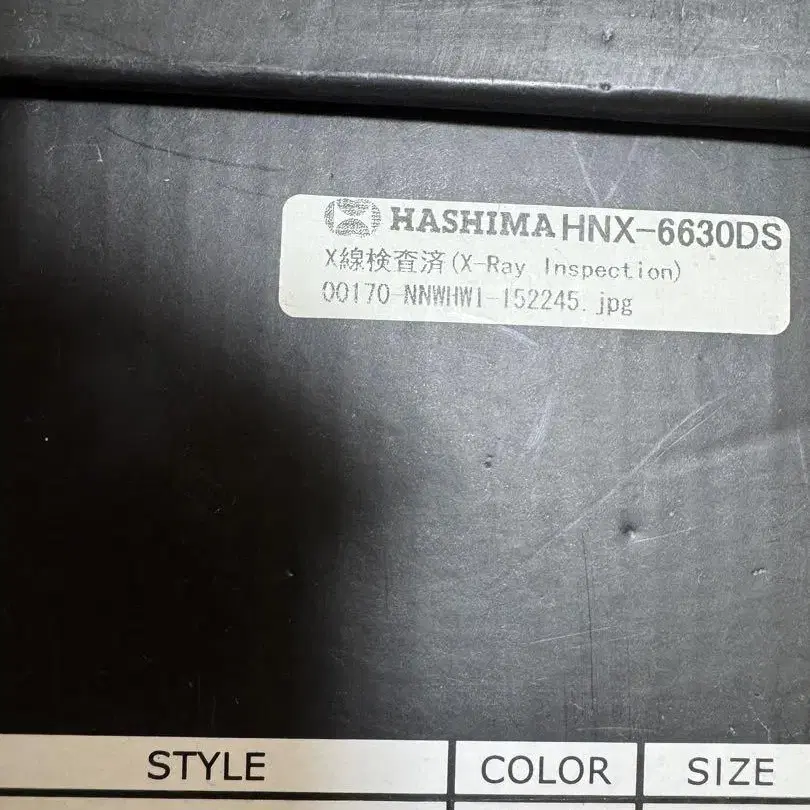 HASHIMA HNX-6630DS
X線検査済(X-Ray Inspection)
00170-NNWHW1-152245.jpg
STYLE COLOR SIZE